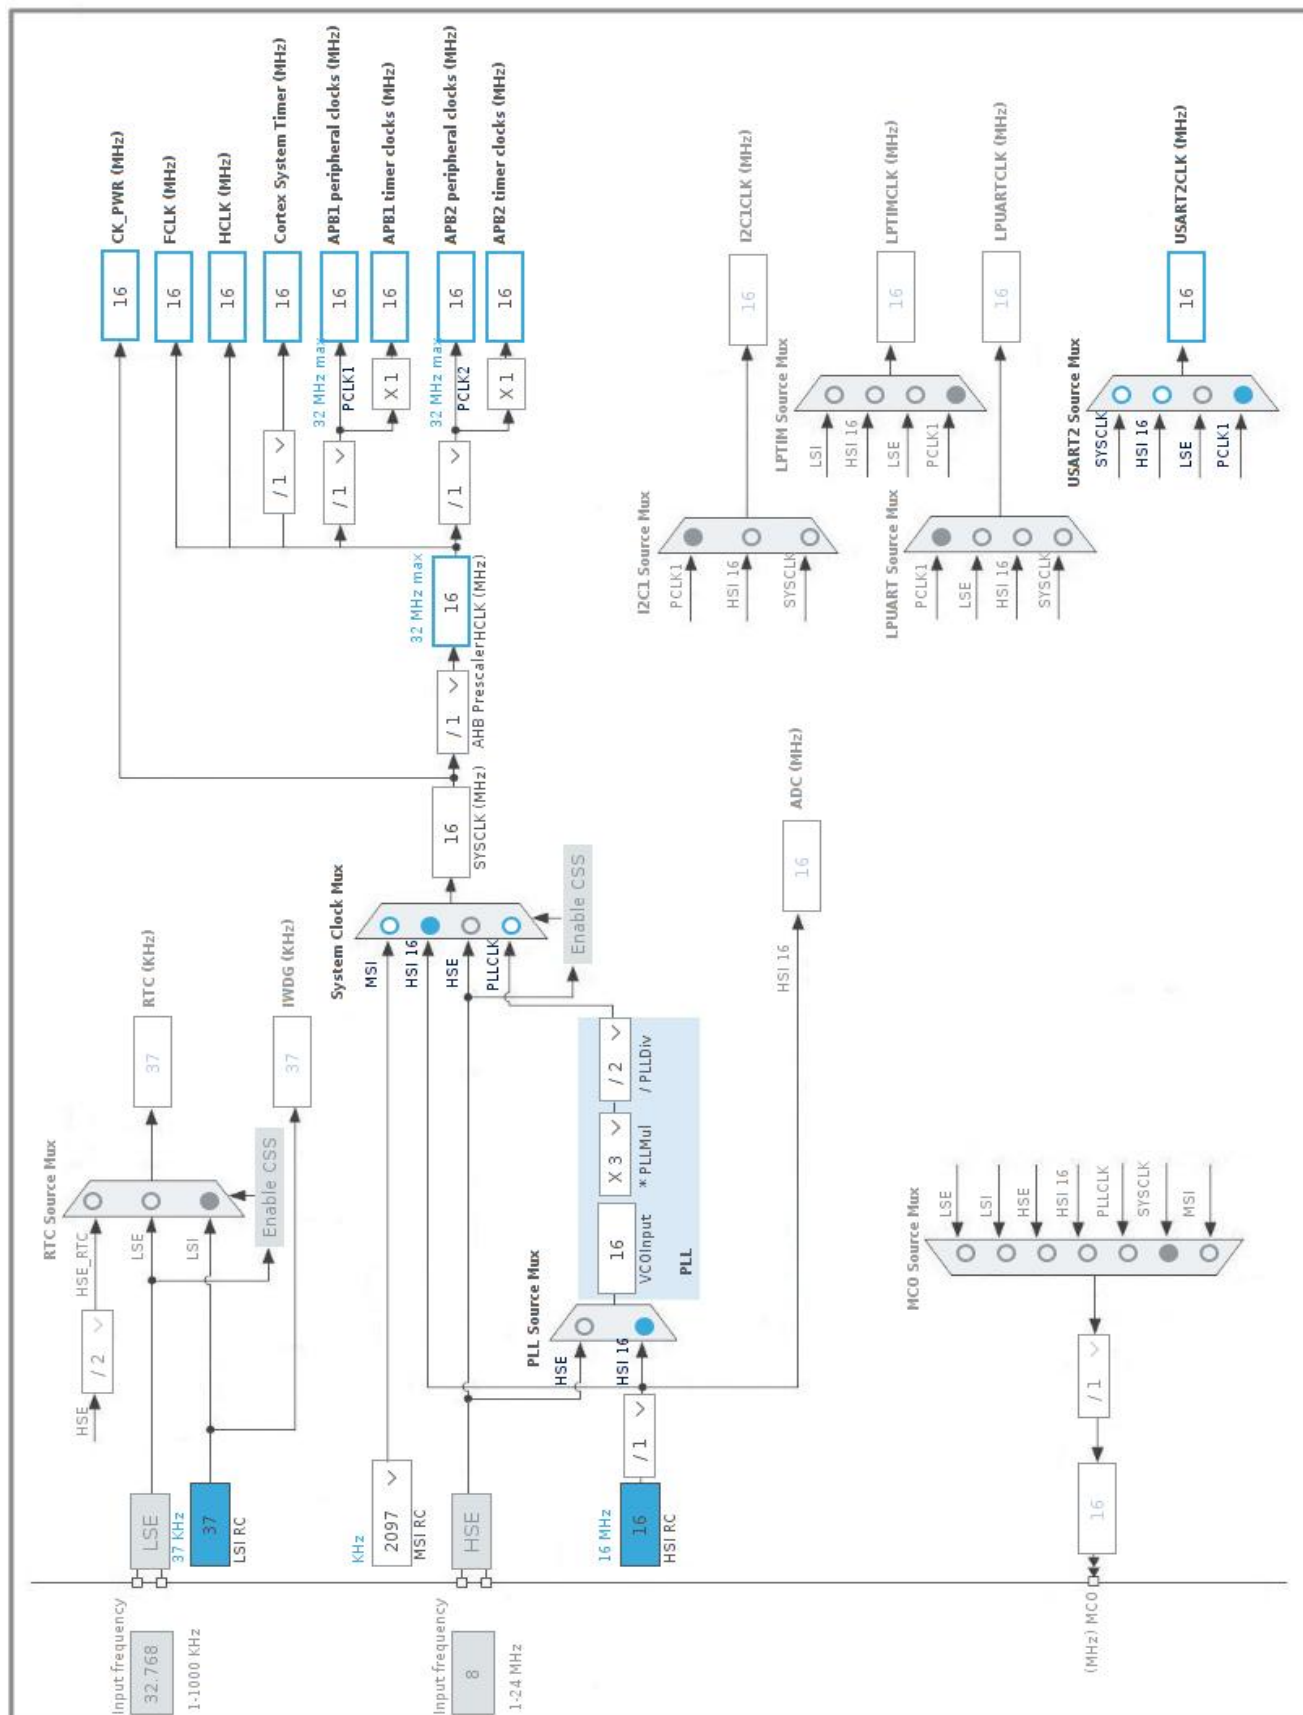 Input frequency
32.768
1-1000 KHz
LSE
37 KHz
37
LSI RC
HSE
/ 2
HSE_RTC
LSE
LSI
RTC Source Mux
Enable CSS
37
RTC (KHz)
37
IWDG (KHz)
Input frequency
8
1-24 MHz
KHz
2097
MSI RC
HSE
16 MHz
16
HSI RC
/ 1
HSE
HSI 16
PLL Source Mux
16
VCOInput
X 3
* PLLMul
/ 2
/ PLLDiv
PLL
MSI
HSI 16
HSE
PLLCLK
System Clock Mux
Enable CSS
16
SYSCLK (MHz)
/ 1
AHB Prescaler
32 MHz max
16
HCLK (MHz)
/ 1
/ 1
/ 1
32 MHz max
PCLK1
X 1
32 MHz max
PCLK2
X 1
16
CK_PWR (MHz)
16
FCLK (MHz)
16
HCLK (MHz)
16
Cortex System Timer (MHz)
16
APB1 peripheral clocks (MHz)
16
APB1 timer clocks (MHz)
16
APB2 peripheral clocks (MHz)
16
APB2 timer clocks (MHz)
HSI 16
16
ADC (MHz)
I2C1 Source Mux
PCLK1
HSI 16
SYSCLK
16
I2C1CLK (MHz)
LPTIM Source Mux
LSI
HSI 16
LSE
PCLK1
16
LPTIMCLK (MHz)
LPUART Source Mux
PCLK1
LSE
HSI 16
SYSCLK
16
LPUARTCLK (MHz)
USART2 Source Mux
SYSCLK
HSI 16
LSE
PCLK1
16
USART2CLK (MHz)
MCO Source Mux
LSE
LSI
HSE
HSI 16
PLLCLK
SYSCLK
MSI
/ 1
16
(MHz) MCO